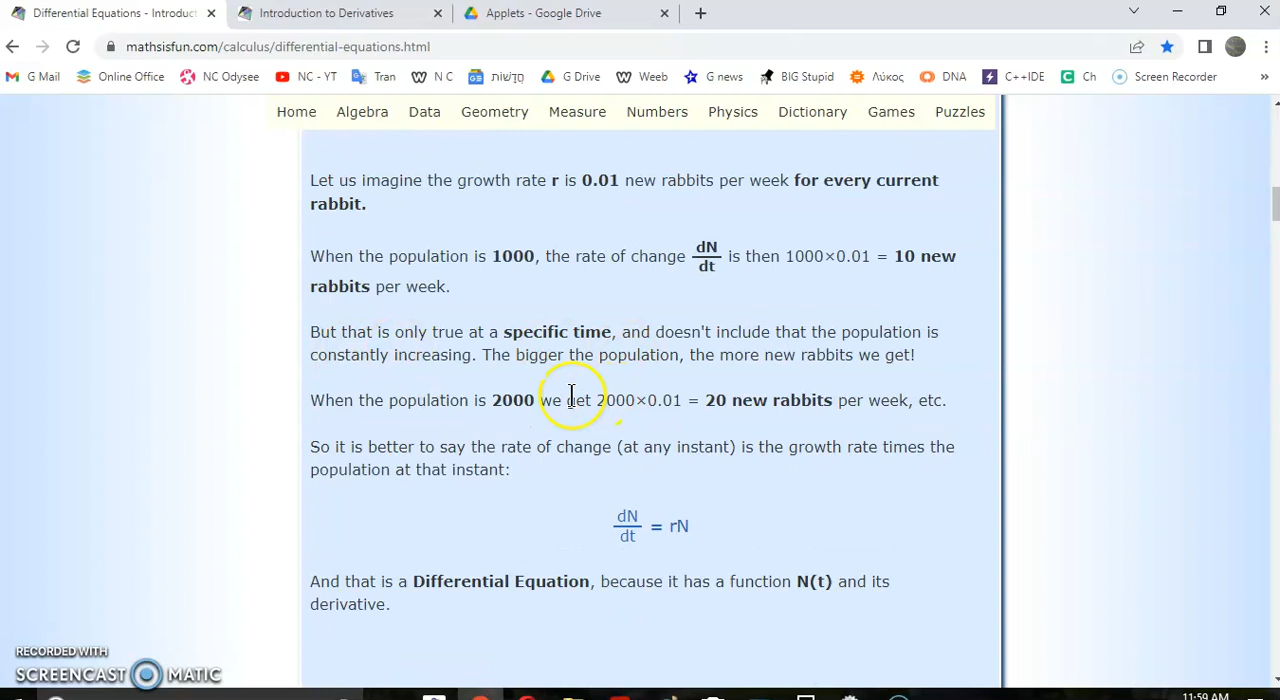 Differential Equations - Introduct
Introduction to Derivatives
Applets - Google Drive
mathsisfun.com/calculus/differential-equations.html
G Mail Online Office NC Odysee NC - YT Tran N C חֲדָשׁוֹת G Drive Weeb G news BIG Stupid Λύκος DNA C++IDE Ch Screen Recorder »
Home Algebra Data Geometry Measure Numbers Physics Dictionary Games Puzzles
Let us imagine the growth rate r is 0.01 new rabbits per week for every current
rabbit.
When the population is 1000, the rate of change dN/dt is then 1000×0.01 = 10 new
rabbits per week.
But that is only true at a specific time, and doesn't include that the population is
constantly increasing. The bigger the population, the more new rabbits we get!
When the population is 2000 we get 2000×0.01 = 20 new rabbits per week, etc.
So it is better to say the rate of change (at any instant) is the growth rate times the
population at that instant:
dN/dt = rN
And that is a Differential Equation, because it has a function N(t) and its
derivative.
RECORDED WITH
SCREENCAST MATIC
11:59 AM